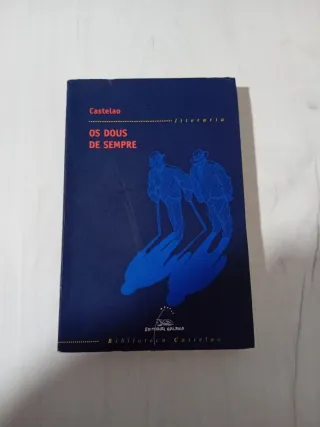 Castelao
literaria
OS DOUS
DE SEMPRE
EDITORIAL GALAXIA
Biblioteca Castelao